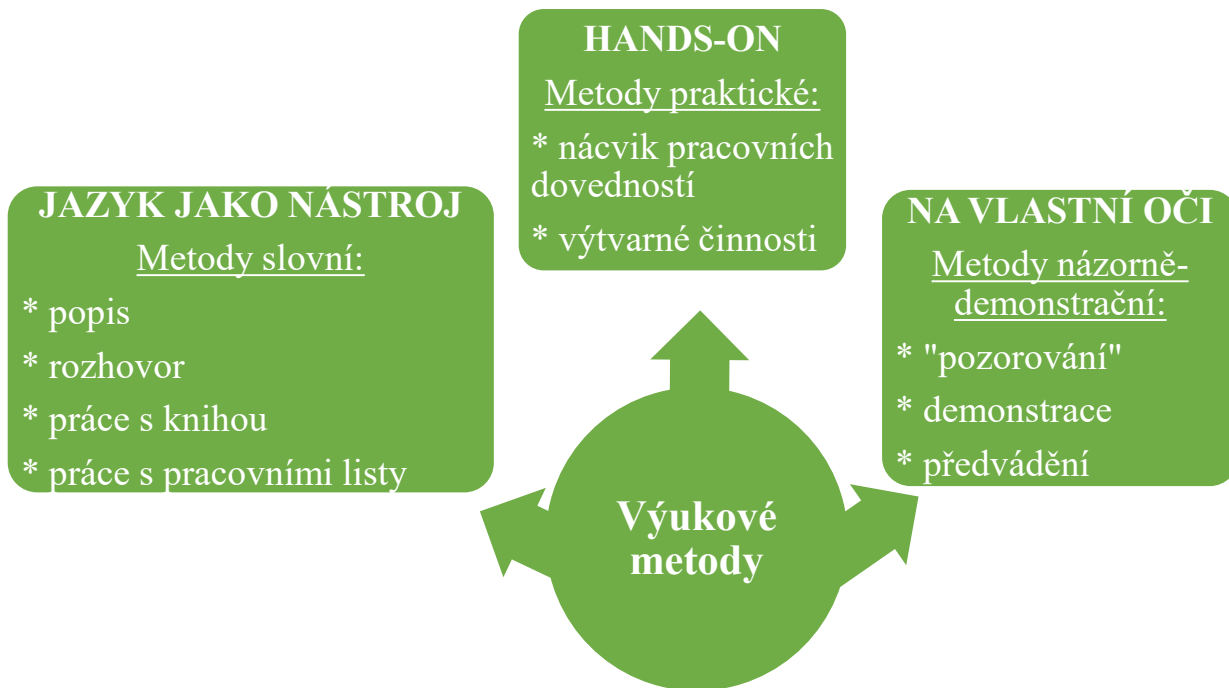 HANDS-ON
Metody praktické:
* nácvik pracovních
dovedností
* výtvarné činnosti
JAZYK JAKO NÁSTROJ
Metody slovní:
* popis
* rozhovor
* práce s knihou
* práce s pracovními listy
NA VLASTNÍ OČI
Metody názorně-
demonstrační:
* "pozorování"
* demonstrace
* předvádění
Výukové
metody